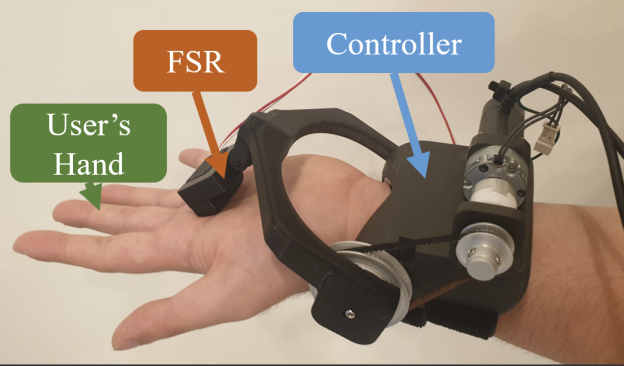 Controller
FSR
User's
Hand